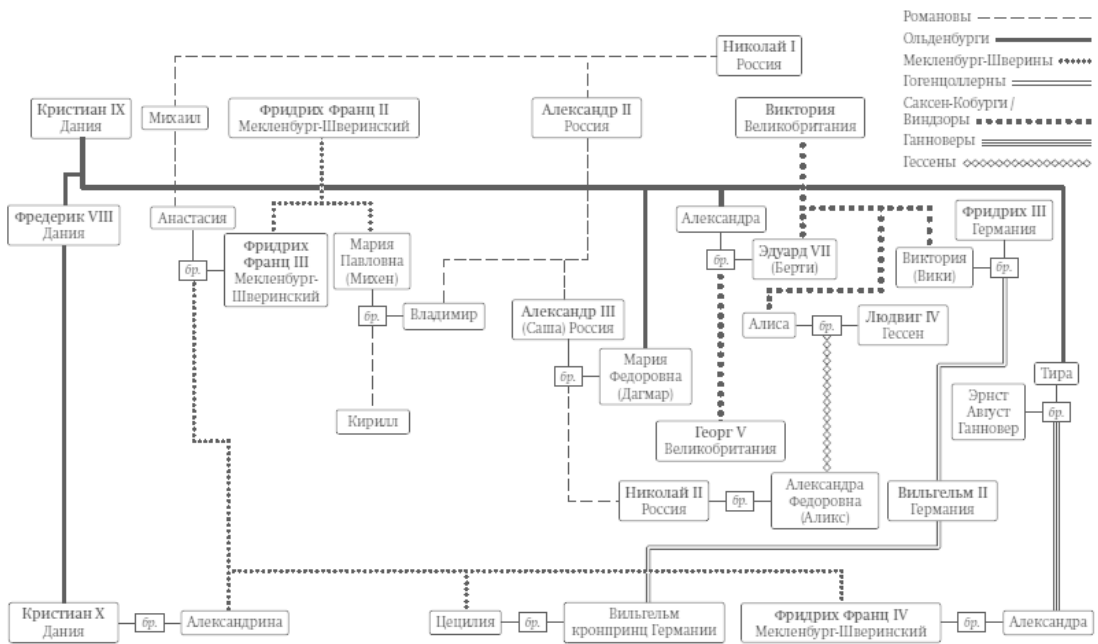 Романовы
Ольденбурги
Мекленбург-Шверины
Гогенцоллерны
Саксен-Кобурги /
Виндзоры
Ганноверы
Гессены
Николай I
Россия
Кристиан IX
Дания
Михаил
Фридрих Франц II
Мекленбург-Шверинский
Александр II
Россия
Виктория
Великобритания
Фредерик VIII
Дания
Анастасия
бр.
Фридрих
Франц III
Мекленбург-
Шверинский
Мария
Павловна
(Михен)
бр.
Владимир
Кирилл
Александр III
(Саша) Россия
бр.
Мария
Федоровна
(Дагмар)
Александра
бр.
Эдуард VII
(Берти)
Виктория
(Вики)
бр.
Фридрих III
Германия
Алиса
бр.
Людвиг IV
Гессен
Тира
бр.
Эрнст
Август
Ганновер
Георг V
Великобритания
Николай II
Россия
бр.
Александра
Федоровна
(Аликс)
Вильгельм II
Германия
Кристиан X
Дания
бр.
Александрина
Цецилия
бр.
Вильгельм
кронпринц Германии
Фридрих Франц IV
Мекленбург-Шверинский
бр.
Александра